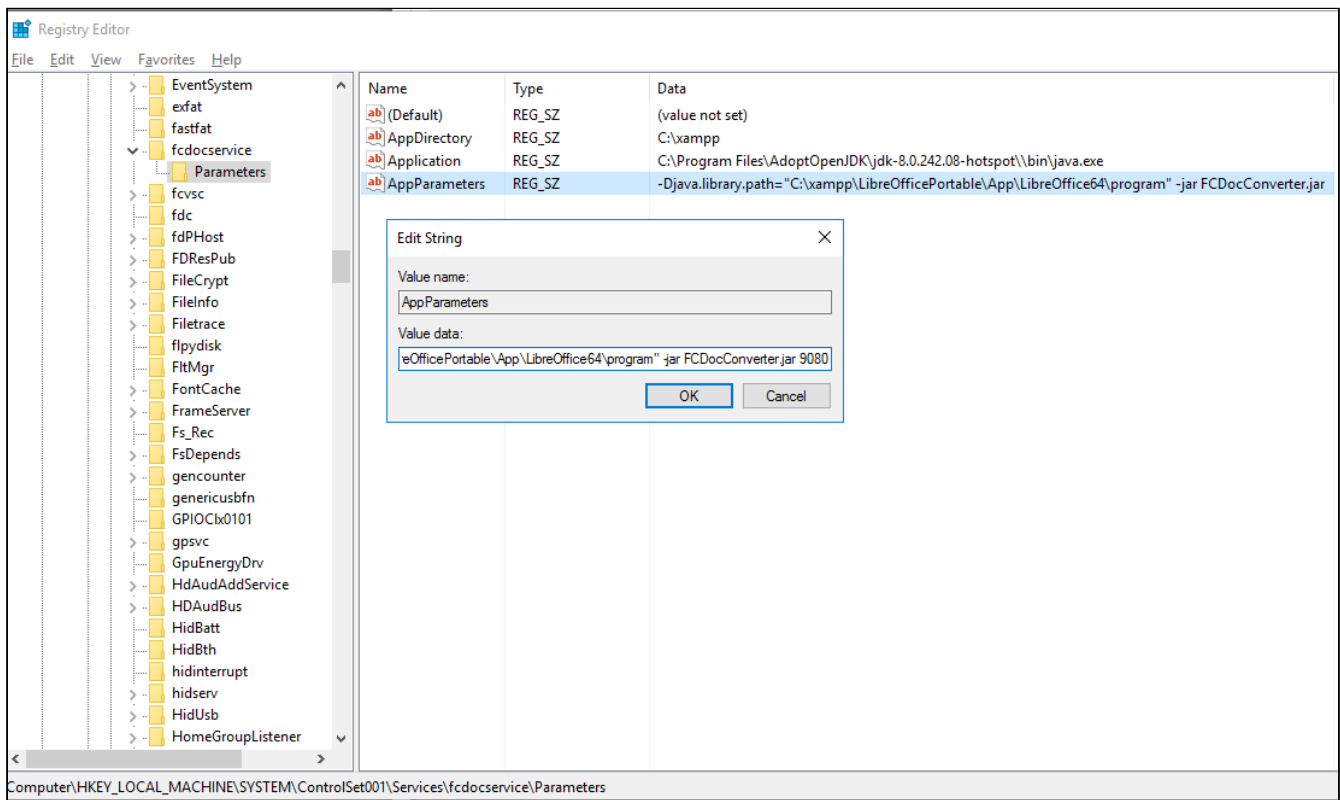 Registry Editor
File Edit View Favorites Help
EventSystem
exfat
fastfat
fcdocservice
Parameters
fcvsc
fdc
fdPHost
FDResPub
FileCrypt
FileInfo
Filetrace
flpydisk
FltMgr
FontCache
FrameServer
Fs_Rec
FsDepends
gencounter
genericusbfn
GPIOClx0101
gpsvc
GpuEnergyDrv
HdAudAddService
HDAudBus
HidBatt
HidBth
hidinterrupt
hidserv
HidUsb
HomeGroupListener
Name Type Data
ab (Default) REG_SZ (value not set)
ab AppDirectory REG_SZ C:\xampp
ab Application REG_SZ C:\Program Files\AdoptOpenJDK\jdk-8.0.242.08-hotspot\\bin\java.exe
ab AppParameters REG_SZ -Djava.library.path="C:\xampp\LibreOfficePortable\App\LibreOffice64\program" -jar FCDocConverter.jar
Edit String
Value name:
AppParameters
Value data:
eOfficePortable\App\LibreOffice64\program" -jar FCDocConverter.jar 9080
OK Cancel
Computer\HKEY_LOCAL_MACHINE\SYSTEM\ControlSet001\Services\fcdocservice\Parameters